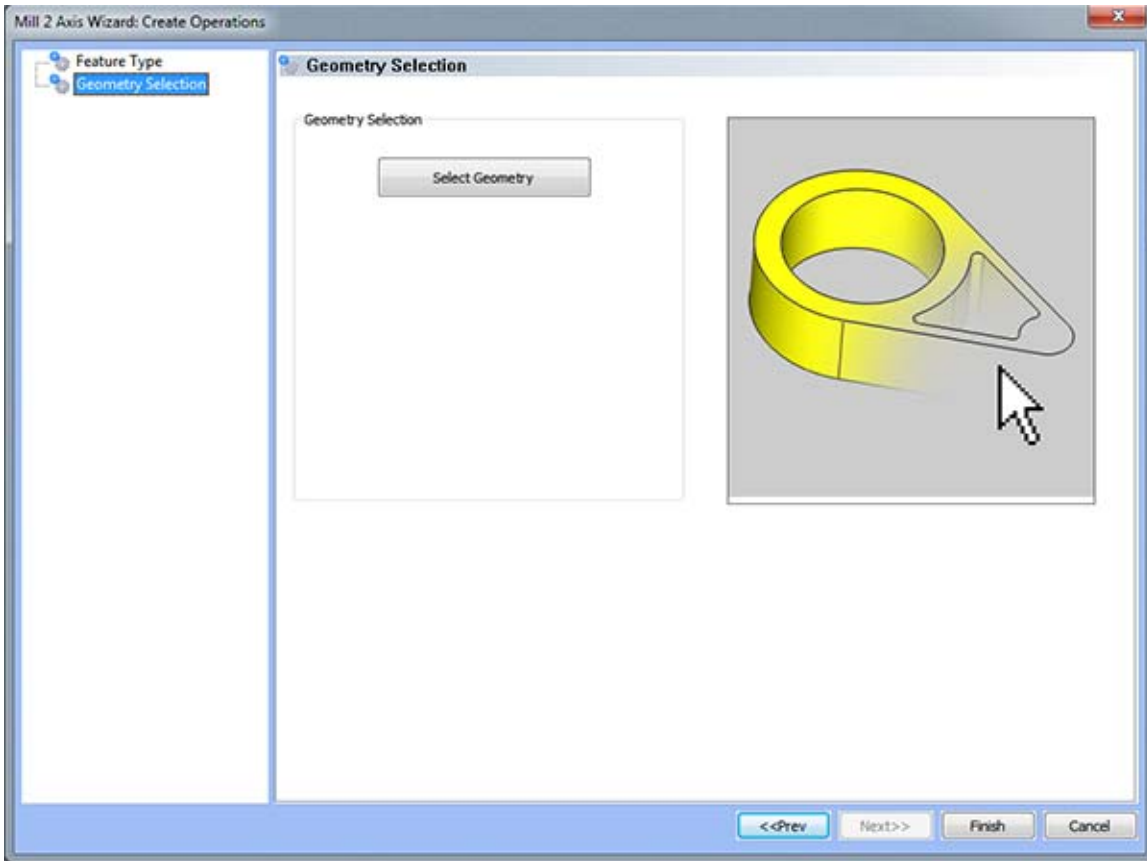 Mill 2 Axis Wizard: Create Operations
Feature Type
Geometry Selection
Geometry Selection
Geometry Selection
Select Geometry
<<Prev
Next>>
Finish
Cancel